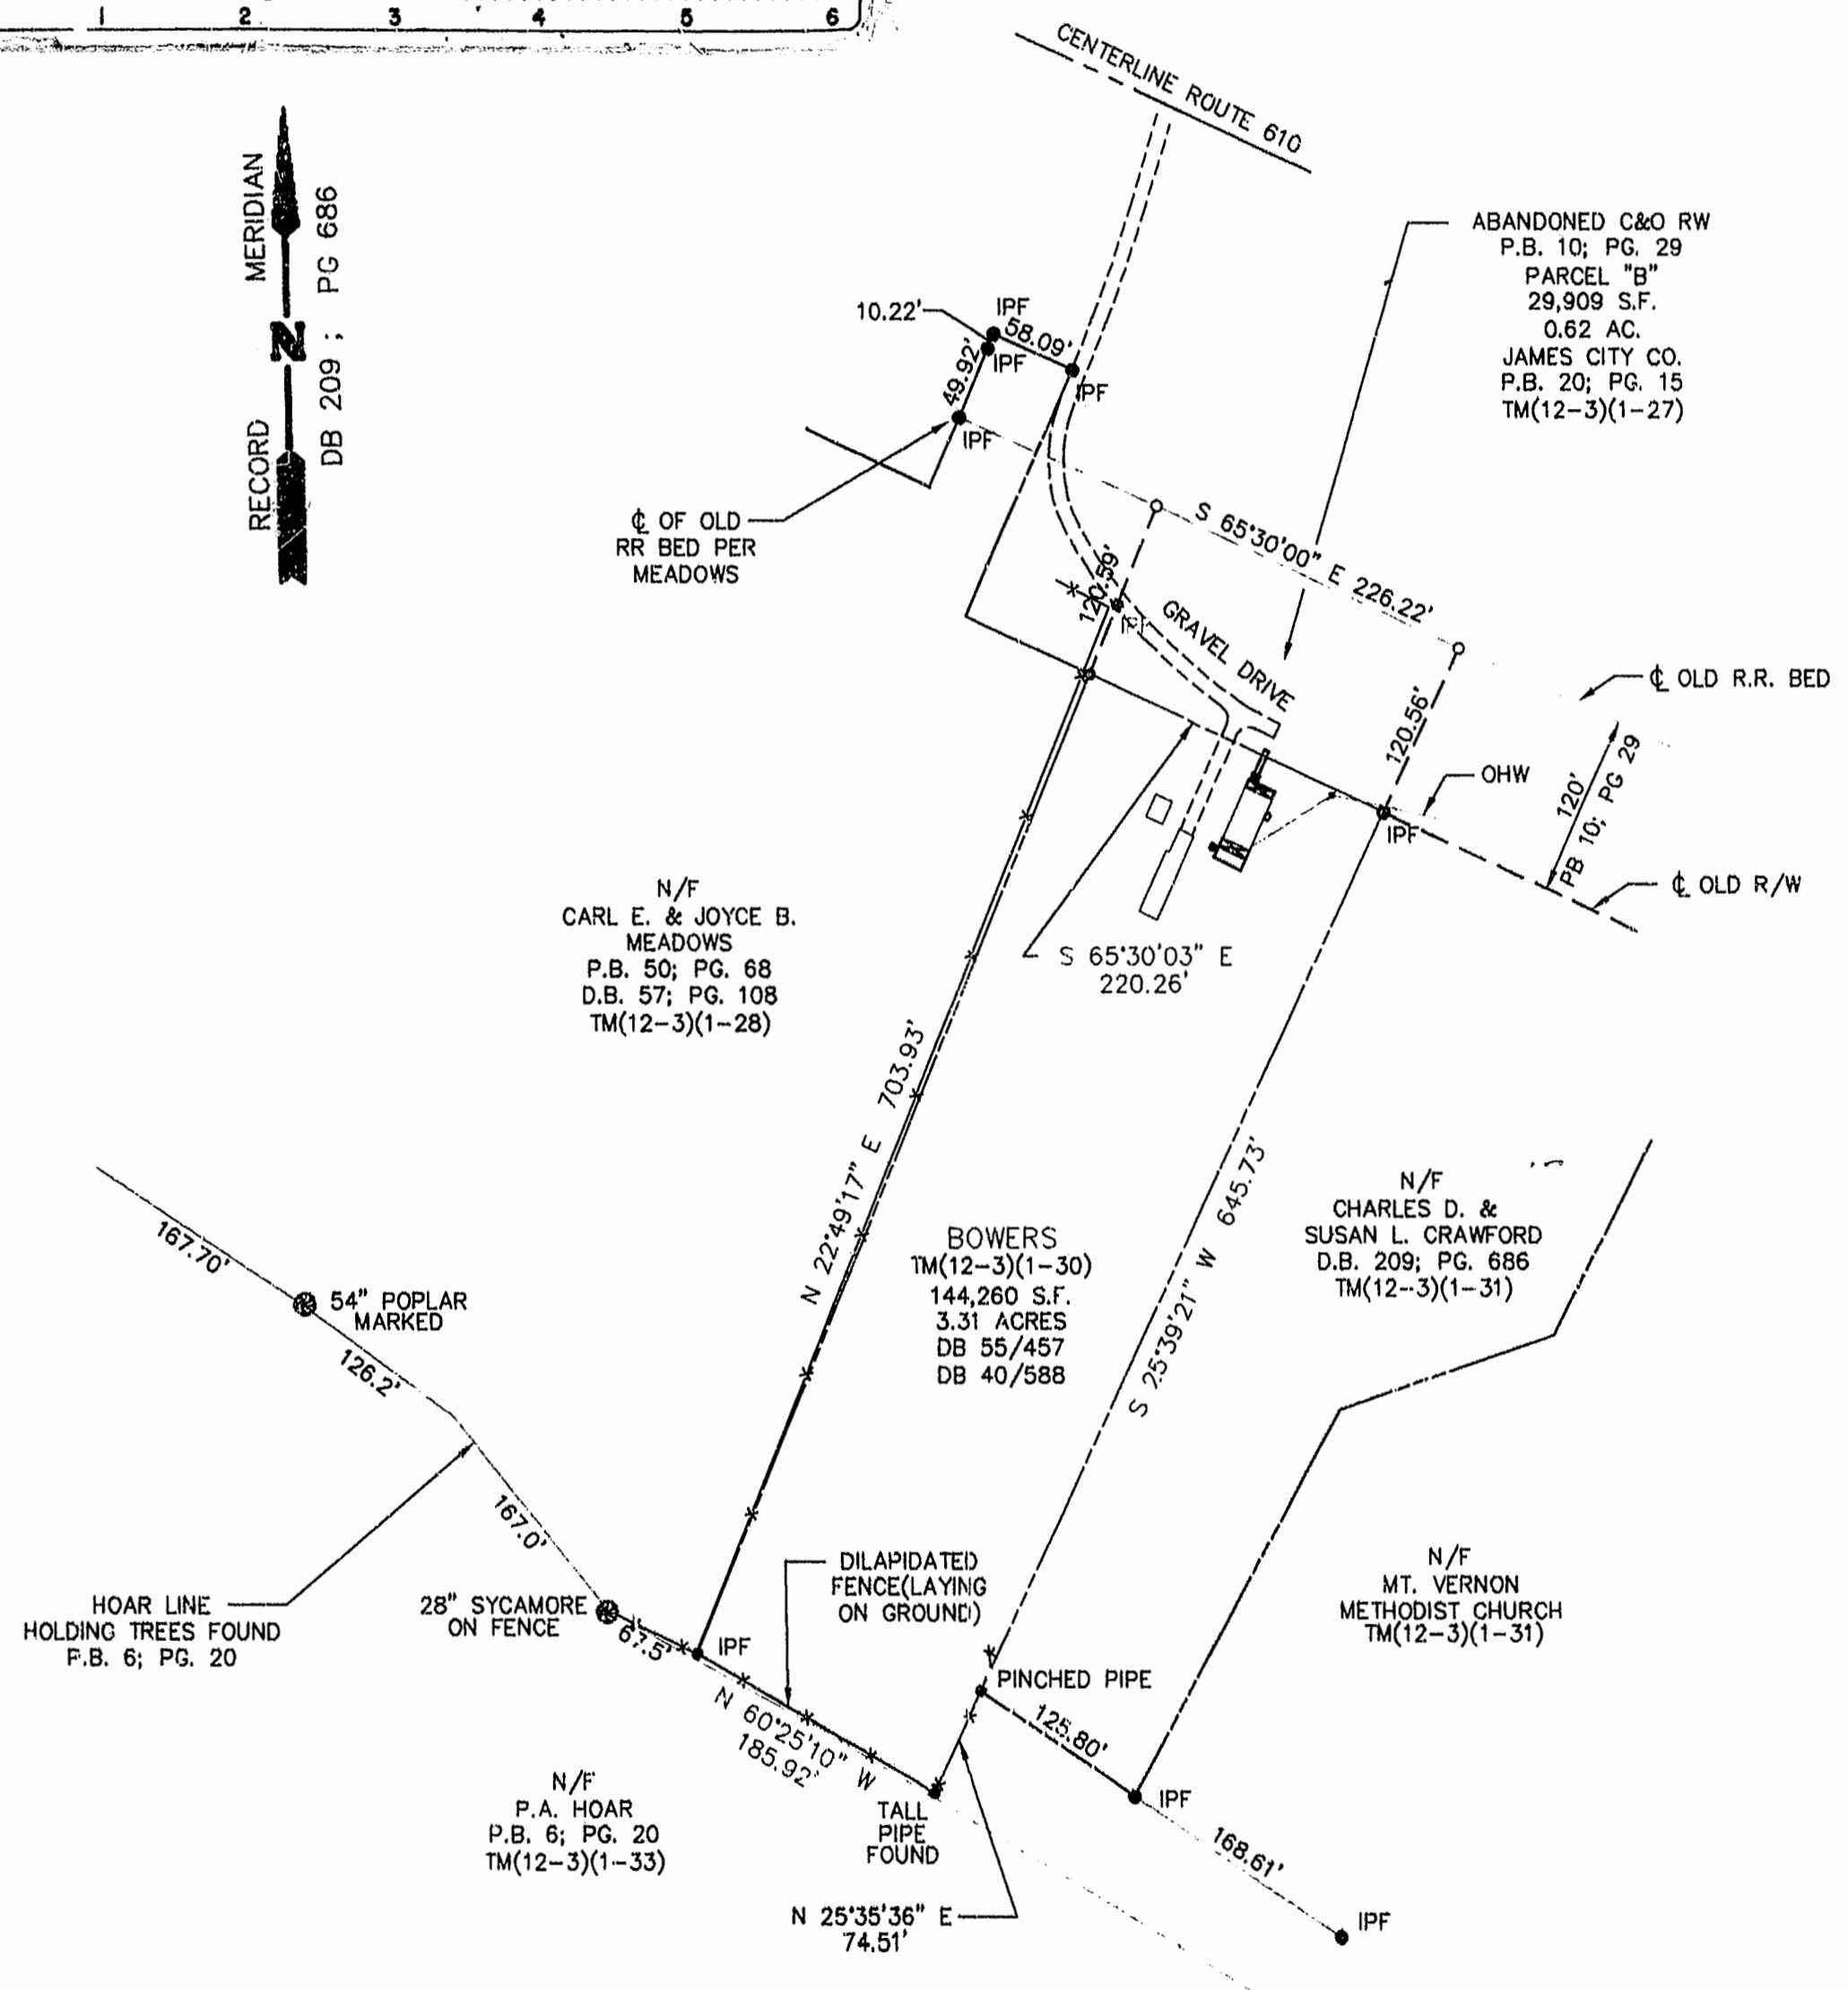 1 2 3 4 5 6
CENTERLINE ROUTE 610
RECORD MERIDIAN
N
DB 209 ; PG 686
ABANDONED C&O RW
P.B. 10; PG. 29
PARCEL "B"
29,909 S.F.
0.62 AC.
JAMES CITY CO.
P.B. 20; PG. 15
TM(12-3)(1-27)
10.22'
IPF
58.09'
IPF
49.92'
IPF
IPF
℄ OF OLD
RR BED PER
MEADOWS
S 65°30'00" E 226.22'
120.59'
GRAVEL DRIVE
℄ OLD R.R. BED
120.56'
OHW
120'
PB 10; PG 29
IPF
℄ OLD R/W
N/F
CARL E. & JOYCE B.
MEADOWS
P.B. 50; PG. 68
D.B. 57; PG. 108
TM(12-3)(1-28)
S 65°30'03" E
220.26'
N 22°49'17" E 703.93'
S 25°39'21" W 645.73'
BOWERS
TM(12-3)(1-30)
144,260 S.F.
3.31 ACRES
DB 55/457
DB 40/588
N/F
CHARLES D. &
SUSAN L. CRAWFORD
D.B. 209; PG. 686
TM(12-3)(1-31)
167.70'
54" POPLAR
MARKED
126.2'
167.0'
HOAR LINE
HOLDING TREES FOUND
P.B. 6; PG. 20
28" SYCAMORE
ON FENCE
67.5'
IPF
DILAPIDATED
FENCE(LAYING
ON GROUND)
N/F
MT. VERNON
METHODIST CHURCH
TM(12-3)(1-31)
PINCHED PIPE
N 60°25'10" W
185.92'
125.80'
IPF
N/F
P.A. HOAR
P.B. 6; PG. 20
TM(12-3)(1-33)
TALL
PIPE
FOUND
168.61'
IPF
N 25°35'36" E
74.51'